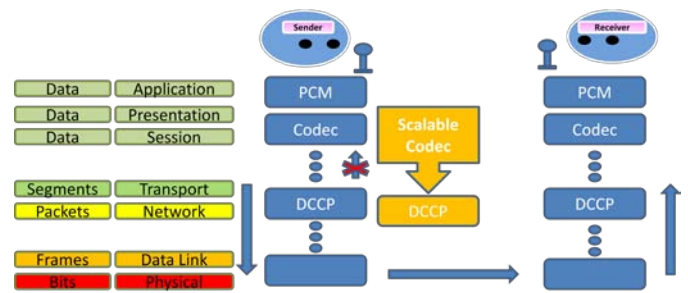 Sender
Receiver
Data Application
Data Presentation
Data Session
Segments Transport
Packets Network
Frames Data Link
Bits Physical
PCM
Codec
DCCP
Scalable
Codec
DCCP
PCM
Codec
DCCP